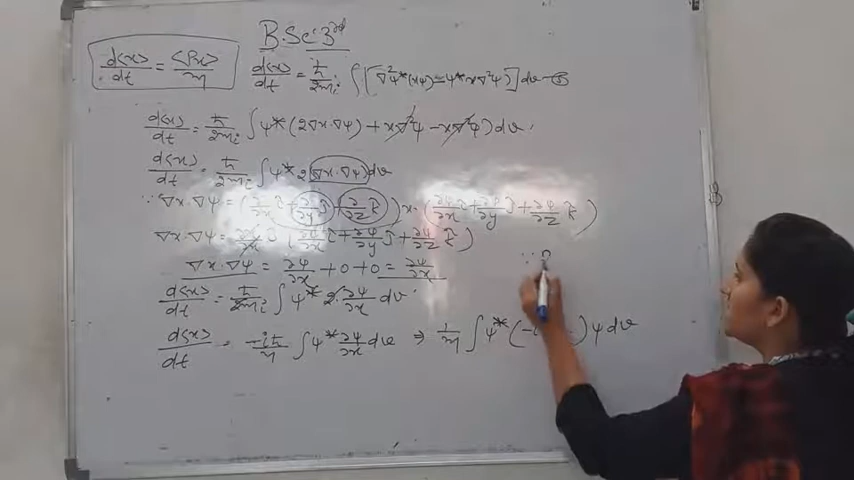 B.Sc 3rd
d<x>/dt = <Px>/m
d<x>/dt = ħ/2mi ∫[∇²ψ*(xψ) = ψ*x∇²ψ)] dv —③
d<x>/dt = ħ/2mi ∫ψ*(2∇x·∇ψ) + x∇²ψ - x∇²ψ) dv.
d<x>/dt = ħ/2mi ∫ψ* 2(∇x·∇ψ) dv
∵ ∇x·∇ψ = (∂/∂x î + ∂/∂y ĵ + ∂/∂z k̂) x · (∂ψ/∂x î + ∂ψ/∂y ĵ + ∂ψ/∂z k̂)
∇x·∇ψ = ∂x/∂x î (∂ψ/∂x î + ∂ψ/∂y ĵ + ∂ψ/∂z k̂)
∇x·∇ψ = ∂ψ/∂x + 0 + 0 = ∂ψ/∂x
d<x>/dt = ħ/2mi ∫ψ* 2·∂ψ/∂x dv
d<x>/dt = -iħ/m ∫ψ* ∂ψ/∂x dv ⇒ 1/m ∫ψ* (-i ) ψ dv
∵